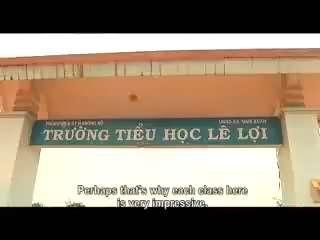 TRƯỜNG TIỂU HỌC LÊ LỢI
Perhaps that's why each class here
is very impressive.